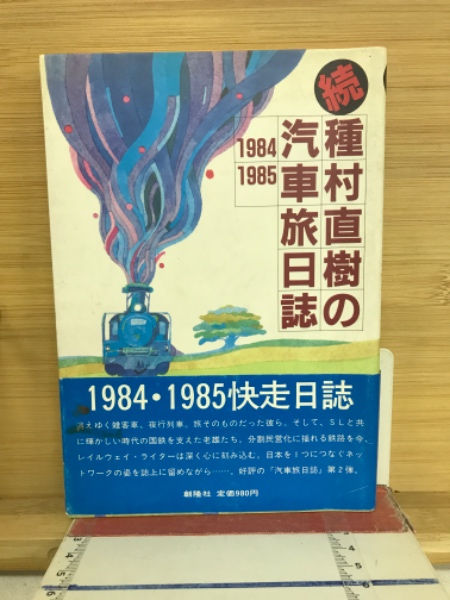 続
種村直樹の
汽車旅日誌
1984
1985
1984・1985快走日誌
消えゆく雑客車、夜行列車。旅そのものだった彼ら。そして、SLと共
に輝かしい時代の国鉄を支えた老雄たち。分割民営化に揺れる鉄路を今、
レイルウェイ・ライターは深く心に刻み込む。日本を1つにつなぐネッ
トワークの姿を誌上に留めながら……。好評の「汽車旅日誌」第2弾。
創隆社 定価980円